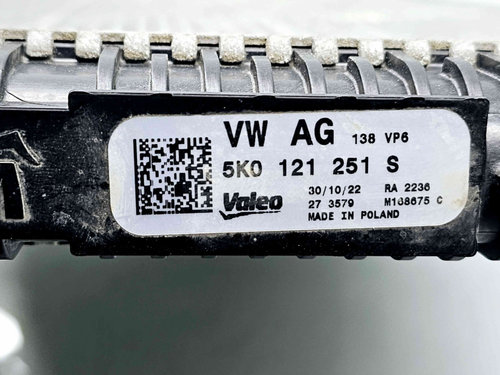 VW AG 138 VP6
5K0 121 251 S
30/10/22 RA 2236
Valeo 27 3579 M168675 C
MADE IN POLAND